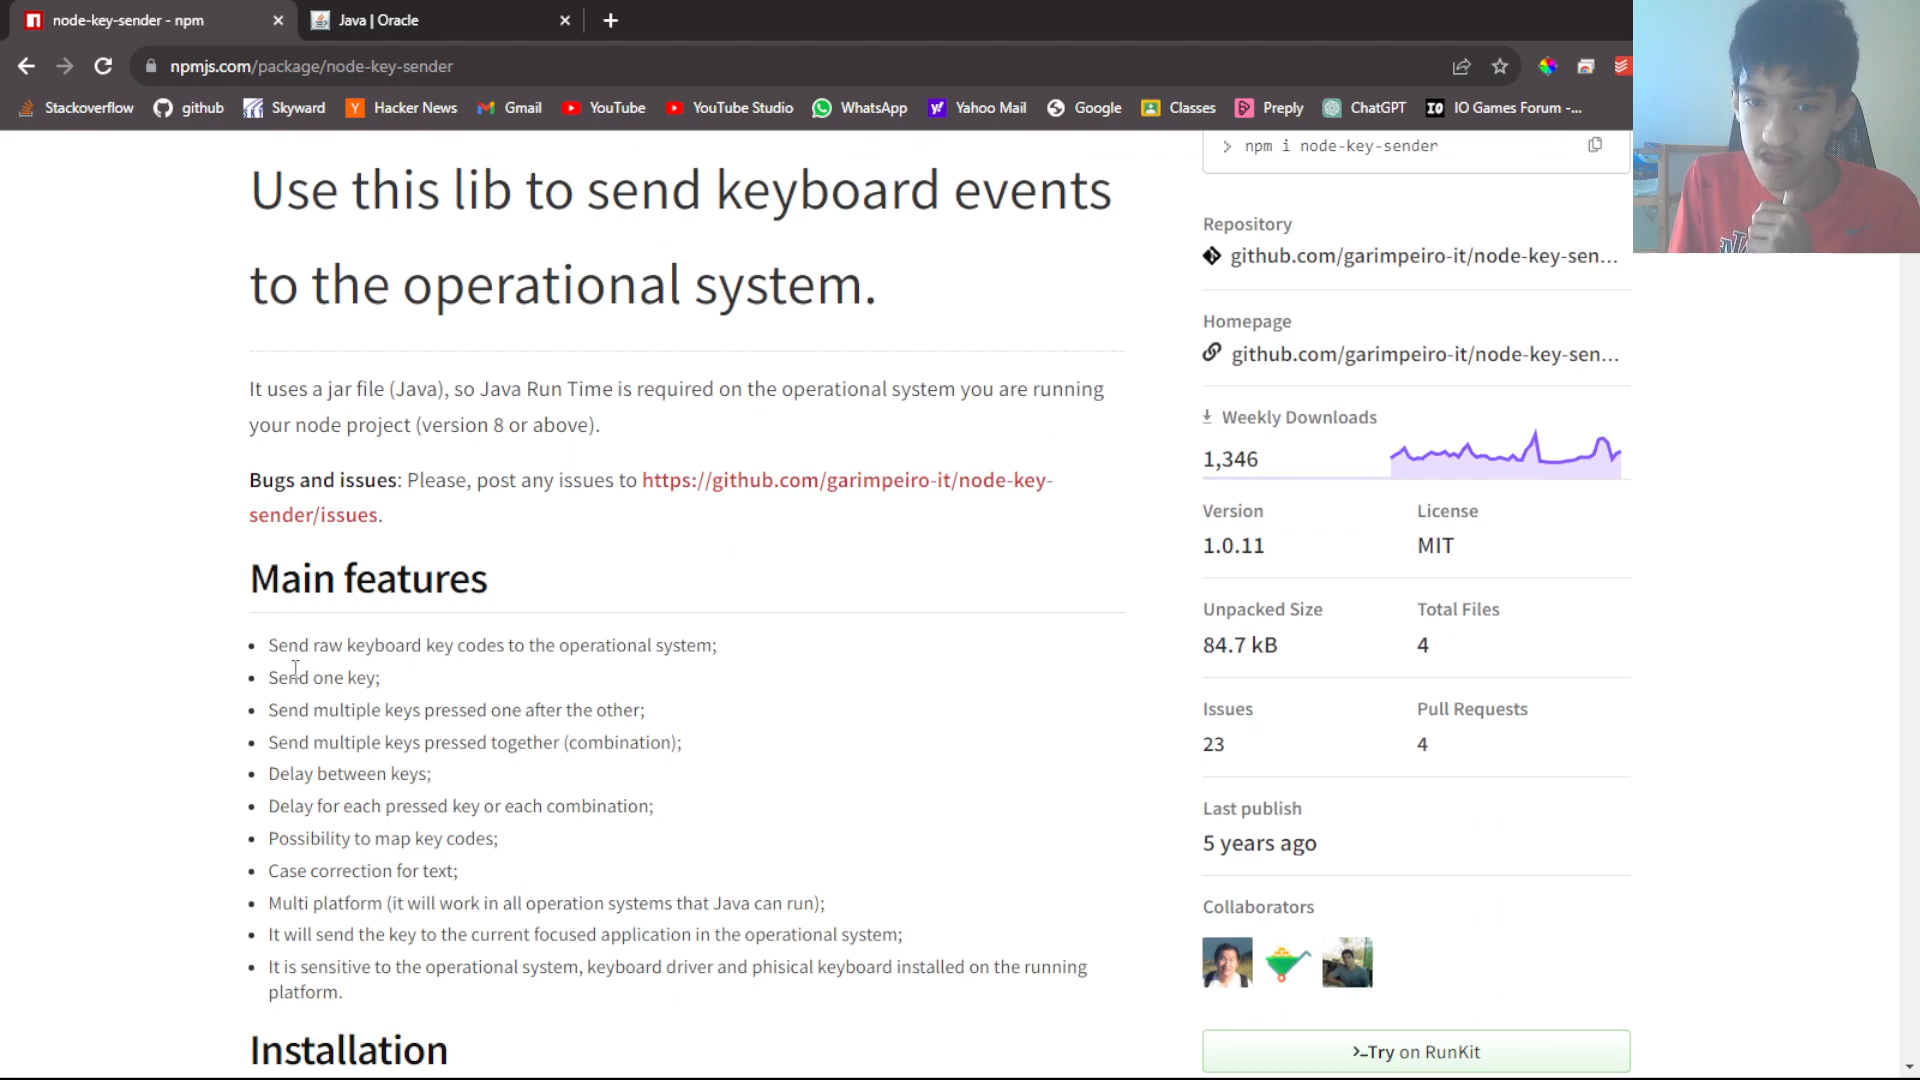 node-key-sender - npm
Java | Oracle
npmjs.com/package/node-key-sender
Stackoverflow github Skyward Hacker News Gmail YouTube YouTube Studio WhatsApp Yahoo Mail Google Classes Preply ChatGPT IO Games Forum -...
Use this lib to send keyboard events
to the operational system.
It uses a jar file (Java), so Java Run Time is required on the operational system you are running
your node project (version 8 or above).
Bugs and issues: Please, post any issues to https://github.com/garimpeiro-it/node-key-
sender/issues.
Main features
• Send raw keyboard key codes to the operational system;
• Send one key;
• Send multiple keys pressed one after the other;
• Send multiple keys pressed together (combination);
• Delay between keys;
• Delay for each pressed key or each combination;
• Possibility to map key codes;
• Case correction for text;
• Multi platform (it will work in all operation systems that Java can run);
• It will send the key to the current focused application in the operational system;
• It is sensitive to the operational system, keyboard driver and phisical keyboard installed on the running
platform.
Installation
> npm i node-key-sender
Repository
github.com/garimpeiro-it/node-key-sen...
Homepage
github.com/garimpeiro-it/node-key-sen...
Weekly Downloads
1,346
Version License
1.0.11 MIT
Unpacked Size Total Files
84.7 kB 4
Issues Pull Requests
23 4
Last publish
5 years ago
Collaborators
>_Try on RunKit